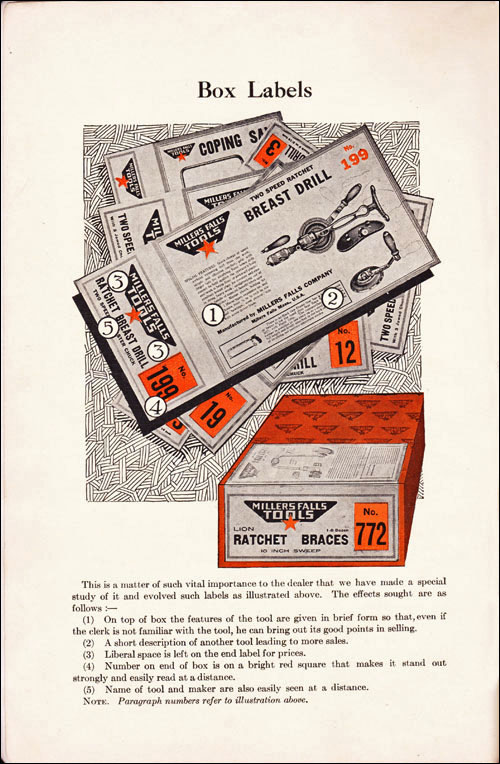 Box Labels
COPING SA
MILLERS FALLS
TOOLS
No.
199
TWO SPEED RATCHET
BREAST DRILL
MILLERS FALLS
TOOLS
TWO SPEE
Manufactured by MILLERS FALLS COMPANY
Millers Falls, Mass., U.S.A.
1
2
3
MILLERS FALLS
TOOLS
RATCHET BREAST DRILL
5
3
No.
199
4
19
No.
12
ILL
TWO SPEED
MILLERS FALLS
TOOLS
LION
RATCHET BRACES
10 INCH SWEEP
No.
772
This is a matter of such vital importance to the dealer that we have made a special
study of it and evolved such labels as illustrated above. The effects sought are as
follows :—
(1) On top of box the features of the tool are given in brief form so that, even if
the clerk is not familiar with the tool, he can bring out its good points in selling.
(2) A short description of another tool leading to more sales.
(3) Liberal space is left on the end label for prices.
(4) Number on end of box is on a bright red square that makes it stand out
strongly and easily read at a distance.
(5) Name of tool and maker are also easily seen at a distance.
NOTE. Paragraph numbers refer to illustration above.